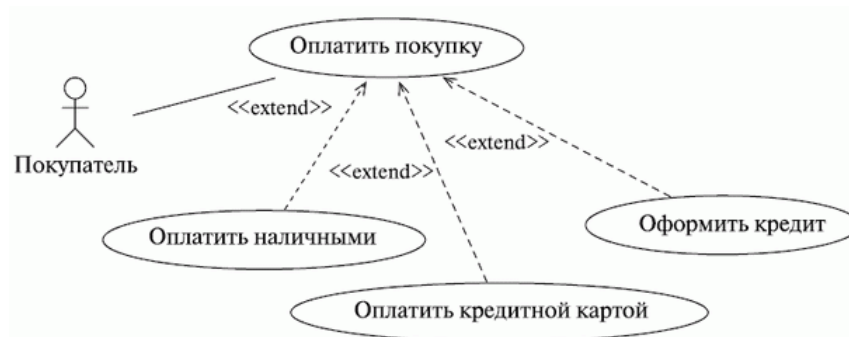 Оплатить покупку
<<extend>>
<<extend>>
<<extend>>
Покупатель
Оплатить наличными
Оформить кредит
Оплатить кредитной картой